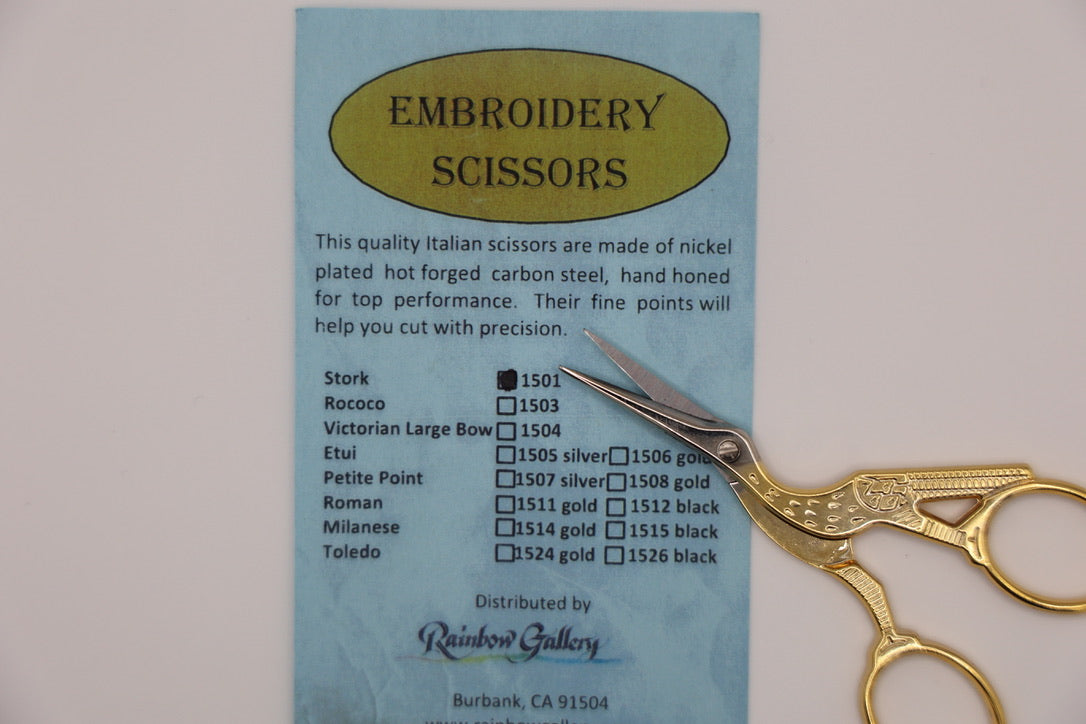 EMBROIDERY
SCISSORS
This quality Italian scissors are made of nickel
plated hot forged carbon steel, hand honed
for top performance. Their fine points will
help you cut with precision.
Stork 1501
Rococo 1503
Victorian Large Bow 1504
Etui 1505 silver 1506 gold
Petite Point 1507 silver 1508 gold
Roman 1511 gold 1512 black
Milanese 1514 gold 1515 black
Toledo 1524 gold 1526 black
Distributed by
Rainbow Gallery
Burbank, CA 91504